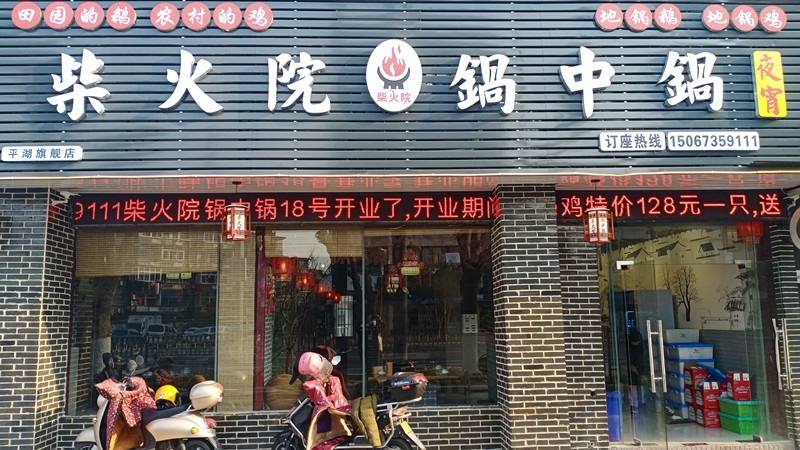 田园的鹅 农村的鸡 地锅鹅 地锅鸡
柴火院 柴火院 鍋中鍋 夜宵
平湖旗舰店 订座热线 15067359111
9111柴火院锅中锅18号开业了,开业期间 鸡特价128元一只,送